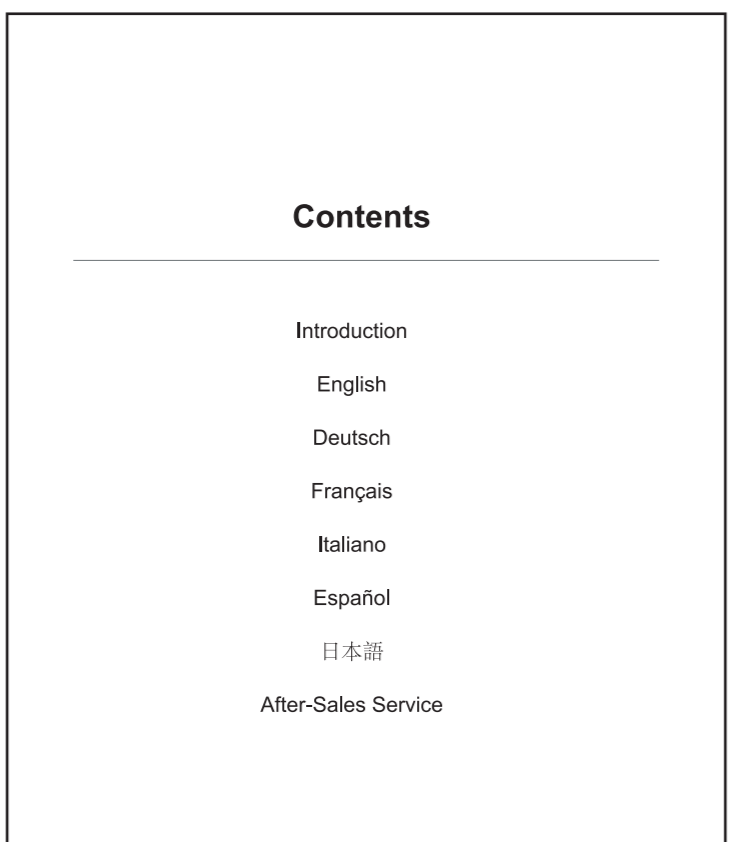 Contents
Introduction
English
Deutsch
Français
Italiano
Español
日本語
After-Sales Service